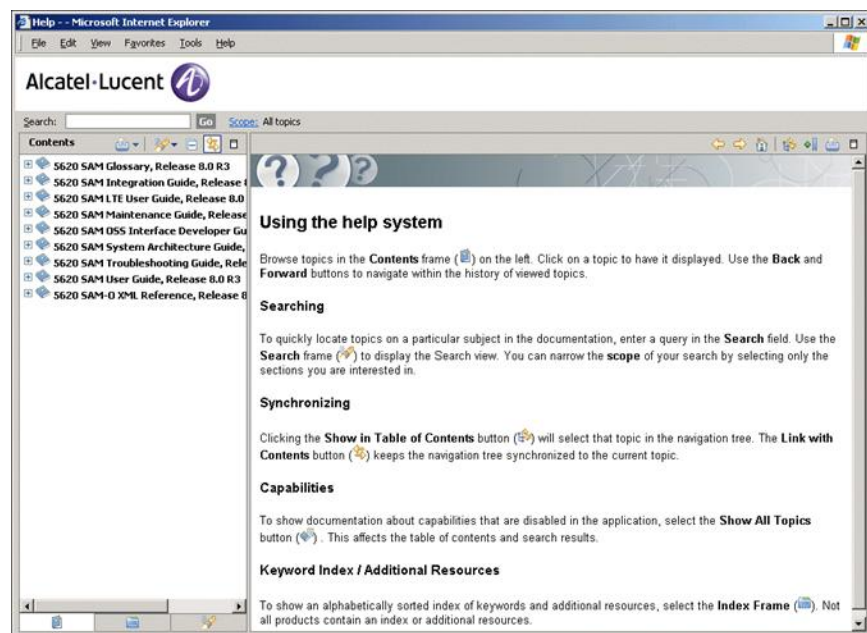 Help - - Microsoft Internet Explorer
File Edit View Favorites Tools Help
Alcatel·Lucent
Search: Go Scope: All topics
Contents
5620 SAM Glossary, Release 8.0 R3
5620 SAM Integration Guide, Release
5620 SAM LTE User Guide, Release 8.0
5620 SAM Maintenance Guide, Release
5620 SAM OSS Interface Developer Gu
5620 SAM System Architecture Guide,
5620 SAM Troubleshooting Guide, Rele
5620 SAM User Guide, Release 8.0 R3
5620 SAM-O XML Reference, Release 8
Using the help system
Browse topics in the Contents frame ( ) on the left. Click on a topic to have it displayed. Use the Back and
Forward buttons to navigate within the history of viewed topics.
Searching
To quickly locate topics on a particular subject in the documentation, enter a query in the Search field. Use the
Search frame ( ) to display the Search view. You can narrow the scope of your search by selecting only the
sections you are interested in.
Synchronizing
Clicking the Show in Table of Contents button ( ) will select that topic in the navigation tree. The Link with
Contents button ( ) keeps the navigation tree synchronized to the current topic.
Capabilities
To show documentation about capabilities that are disabled in the application, select the Show All Topics
button ( ) . This affects the table of contents and search results.
Keyword Index / Additional Resources
To show an alphabetically sorted index of keywords and additional resources, select the Index Frame ( ). Not
all products contain an index or additional resources.